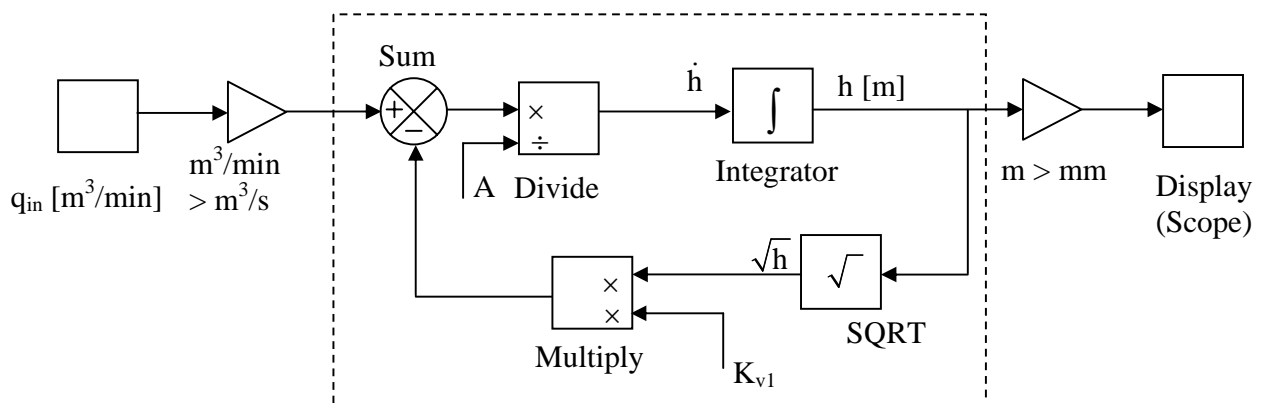 Sum
ḣ
h [m]
+
−
×
÷
∫
m³/min
> m³/s
q_in [m³/min]
A
Divide
Integrator
m > mm
Display
(Scope)
√h
√
×
×
SQRT
Multiply
K_v1